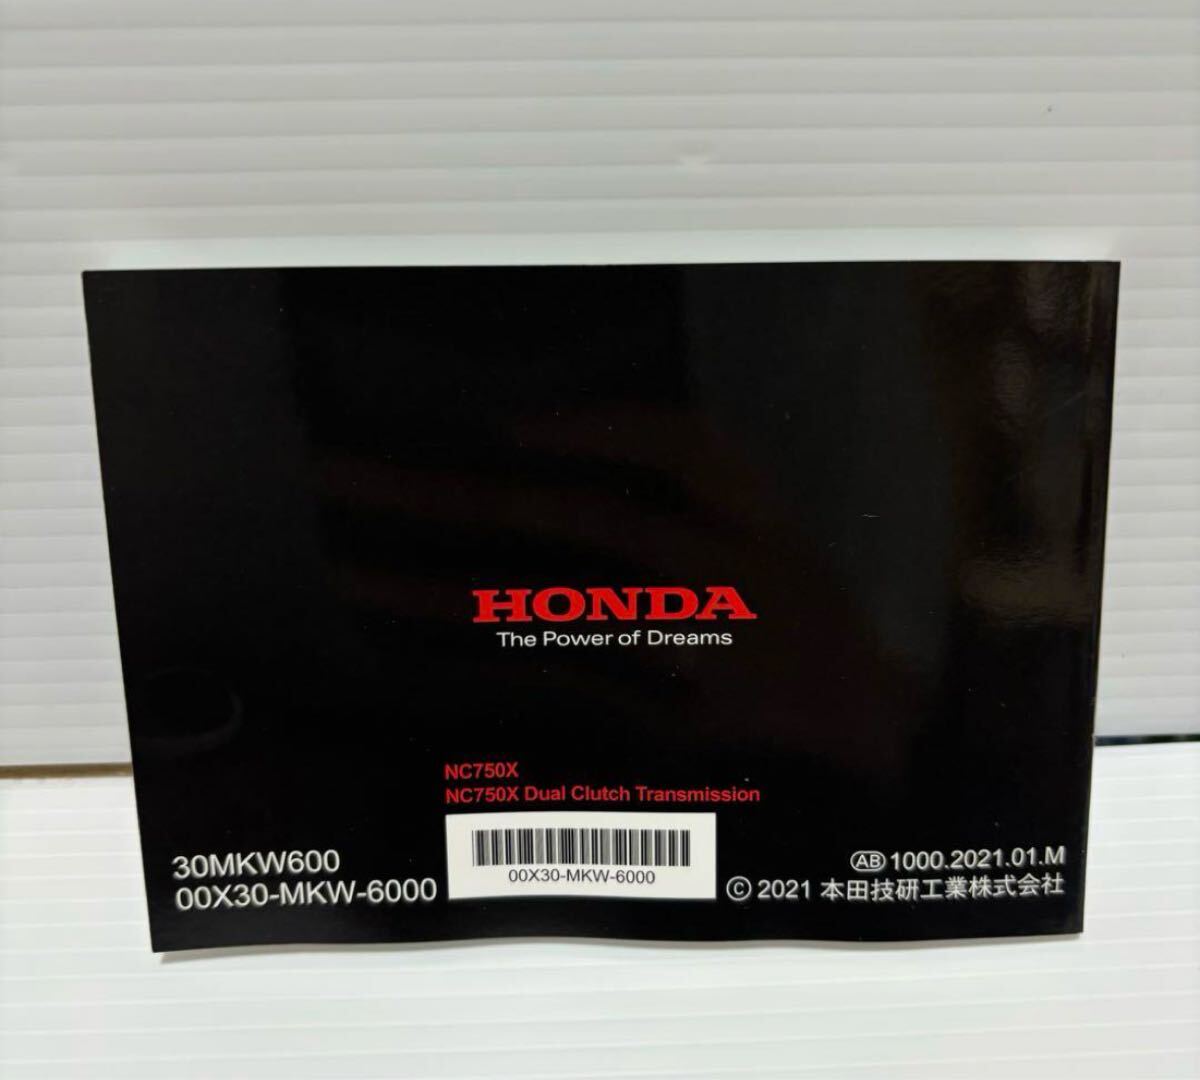 HONDA
The Power of Dreams
NC750X
NC750X Dual Clutch Transmission
30MKW600
00X30-MKW-6000
00X30-MKW-6000
AB 1000.2021.01.M
© 2021 本田技研工業株式会社